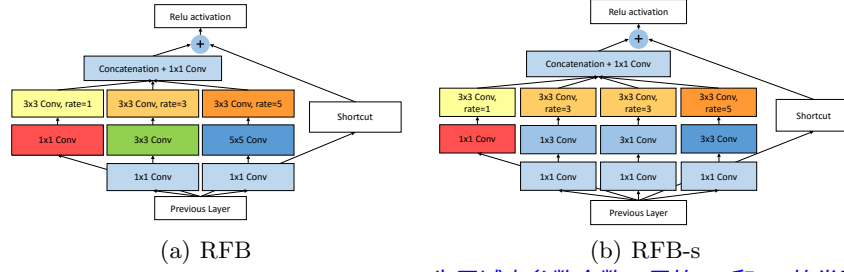 Relu activation
+
Concatenation + 1x1 Conv
3x3 Conv, rate=1
3x3 Conv, rate=3
3x3 Conv, rate=5
1x1 Conv
3x3 Conv
5x5 Conv
Shortcut
1x1 Conv
1x1 Conv
Previous Layer
(a) RFB
Relu activation
+
Concatenation + 1x1 Conv
3x3 Conv,
rate=1
3x3 Conv,
rate=3
3x3 Conv,
rate=3
3x3 Conv,
rate=5
1x1 Conv
1x3 Conv
3x1 Conv
3x3 Conv
Shortcut
1x1 Conv
1x1 Conv
1x1 Conv
Previous Layer
(b) RFB-s